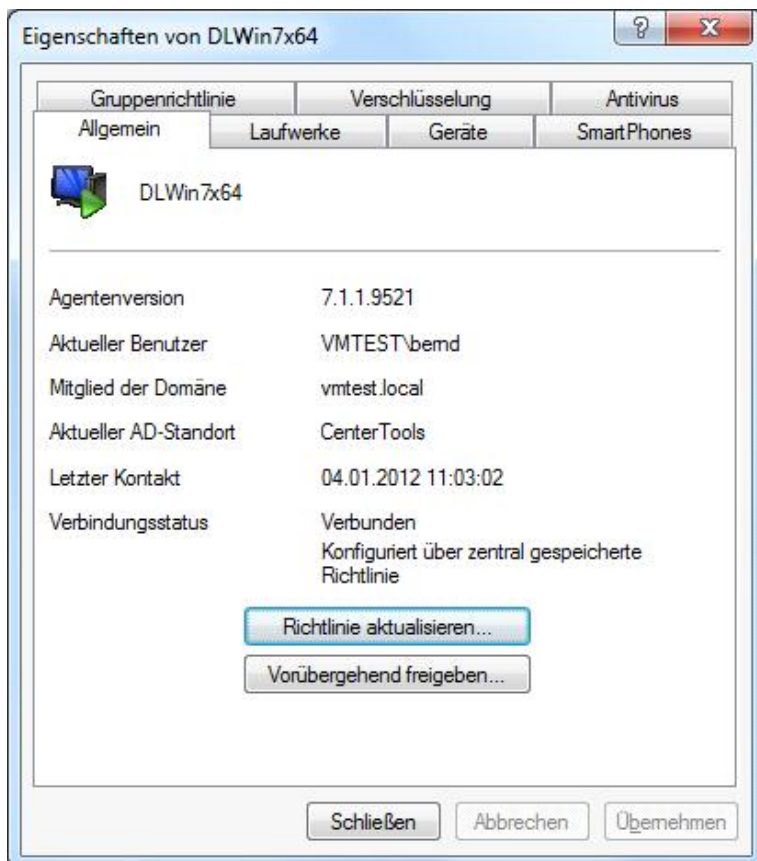 Eigenschaften von DLWin7x64
Gruppenrichtlinie
Verschlüsselung
Antivirus
Allgemein
Laufwerke
Geräte
SmartPhones
DLWin7x64
Agentenversion 7.1.1.9521
Aktueller Benutzer VMTEST\bernd
Mitglied der Domäne vmtest.local
Aktueller AD-Standort CenterTools
Letzter Kontakt 04.01.2012 11:03:02
Verbindungsstatus Verbunden
Konfiguriert über zentral gespeicherte
Richtlinie
Richtlinie aktualisieren...
Vorübergehend freigeben...
Schließen
Abbrechen
Übernehmen